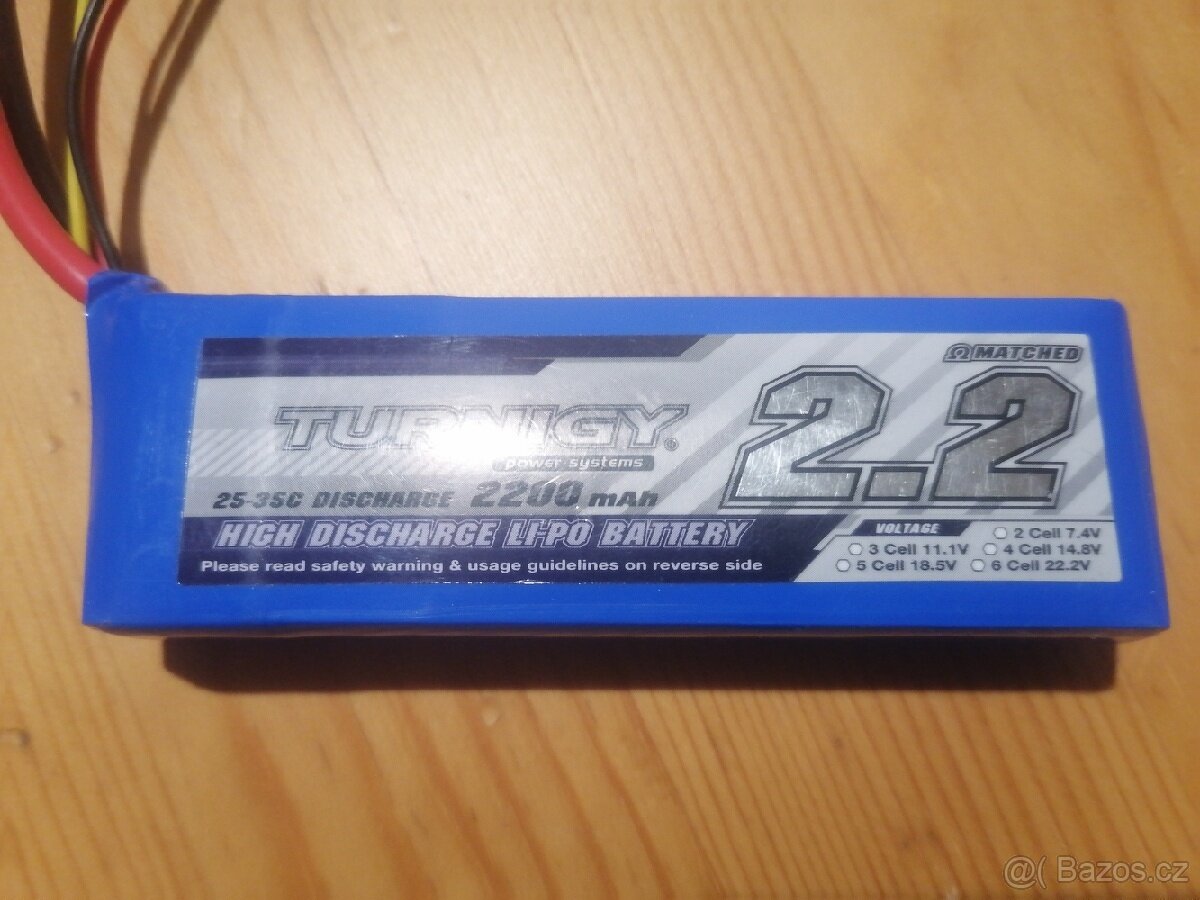 Ω MATCHED
TURNIGY®
power systems
2.2
25-35C DISCHARGE 2200 mAh
HIGH DISCHARGE LI-PO BATTERY
Please read safety warning & usage guidelines on reverse side
VOLTAGE
2 Cell 7.4V
3 Cell 11.1V 4 Cell 14.8V
5 Cell 18.5V 6 Cell 22.2V
@( Bazos.cz